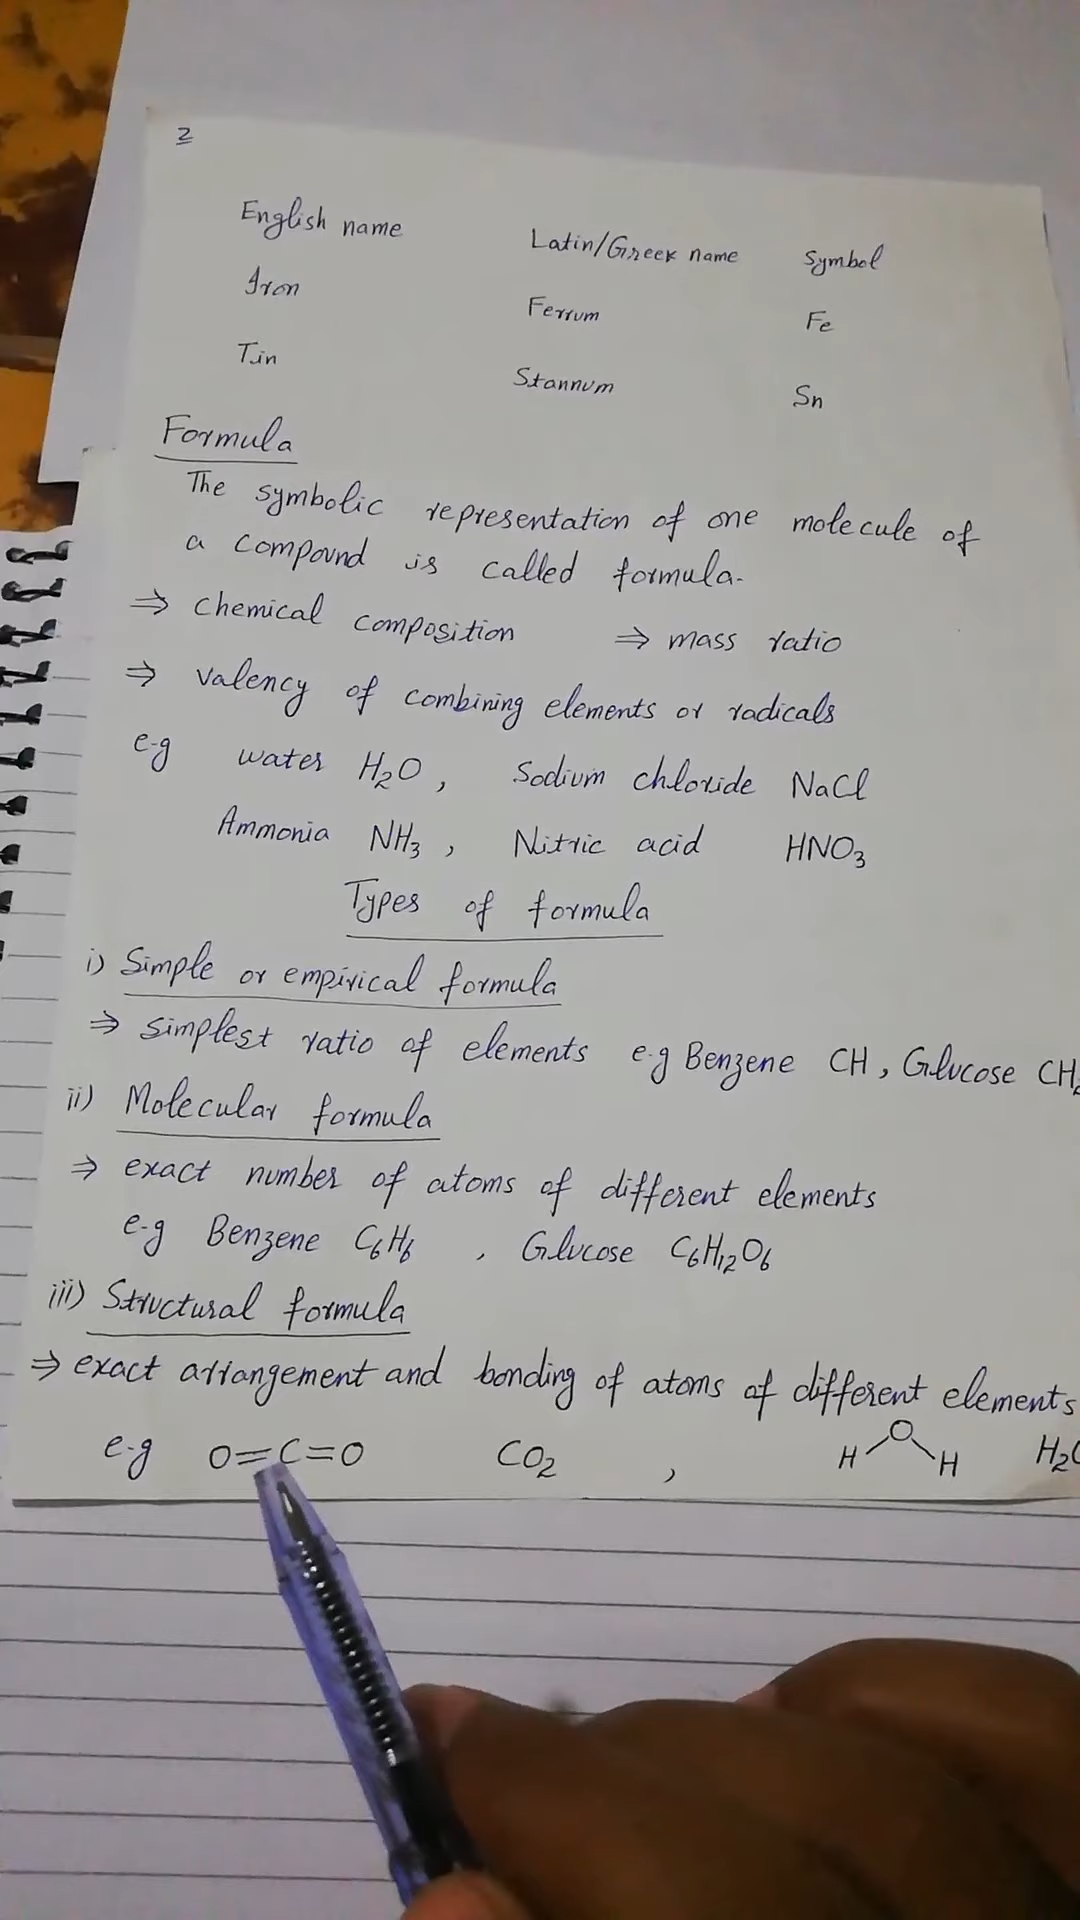 2
English name Latin/Greek name Symbol
Iron Ferrum Fe
Tin Stannum Sn
Formula
The symbolic representation of one molecule of
a compound is called formula.
⇒ chemical composition ⇒ mass ratio
⇒ valency of combining elements or radicals
e.g water H₂O, Sodium chloride NaCl
Ammonia NH₃, Nitric acid HNO₃
Types of formula
i) Simple or empirical formula
⇒ simplest ratio of elements e.g Benzene CH, Glucose CH₂
ii) Molecular formula
⇒ exact number of atoms of different elements
e.g Benzene C₆H₆, Glucose C₆H₁₂O₆
iii) Structural formula
⇒ exact arrangement and bonding of atoms of different elements
e.g O=C=O CO₂, H O H H₂O